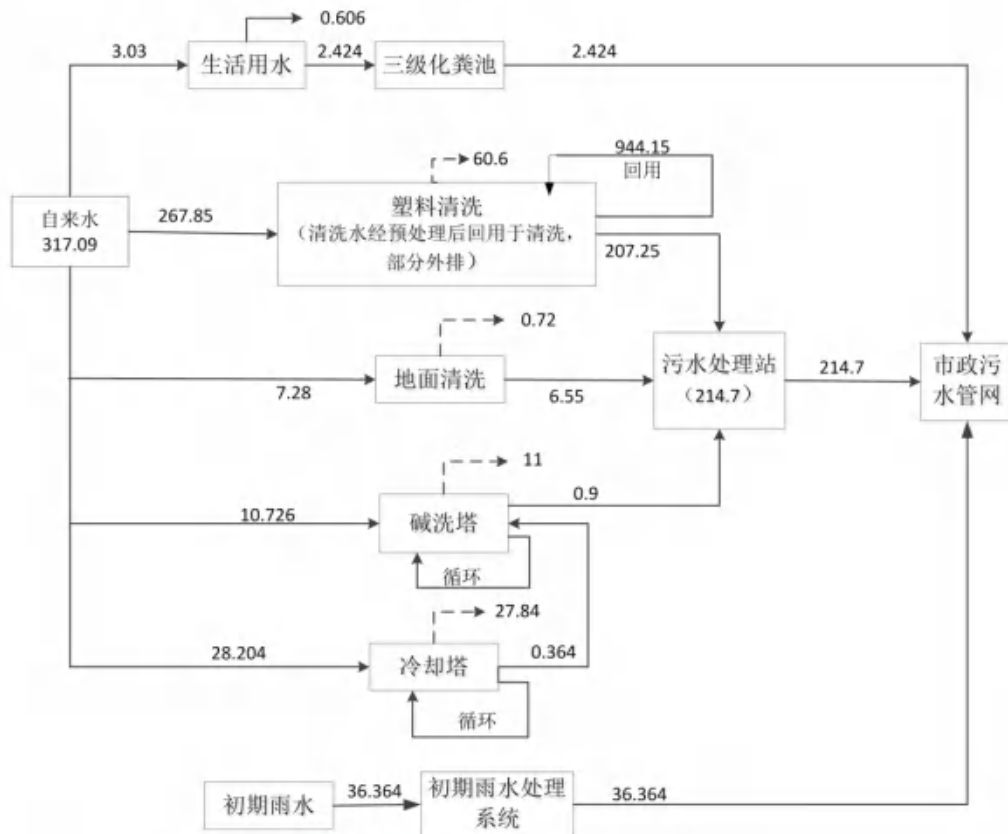 0.606
3.03
生活用水
2.424
三级化粪池
2.424
60.6
944.15
回用
自来水
317.09
267.85
塑料清洗
（清洗水经预处理后回用于清洗，
部分外排）
207.25
0.72
7.28
地面清洗
6.55
污水处理站
（214.7）
214.7
市政污
水管网
11
10.726
碱洗塔
0.9
循环
27.84
28.204
冷却塔
0.364
循环
初期雨水
36.364
初期雨水处理
系统
36.364